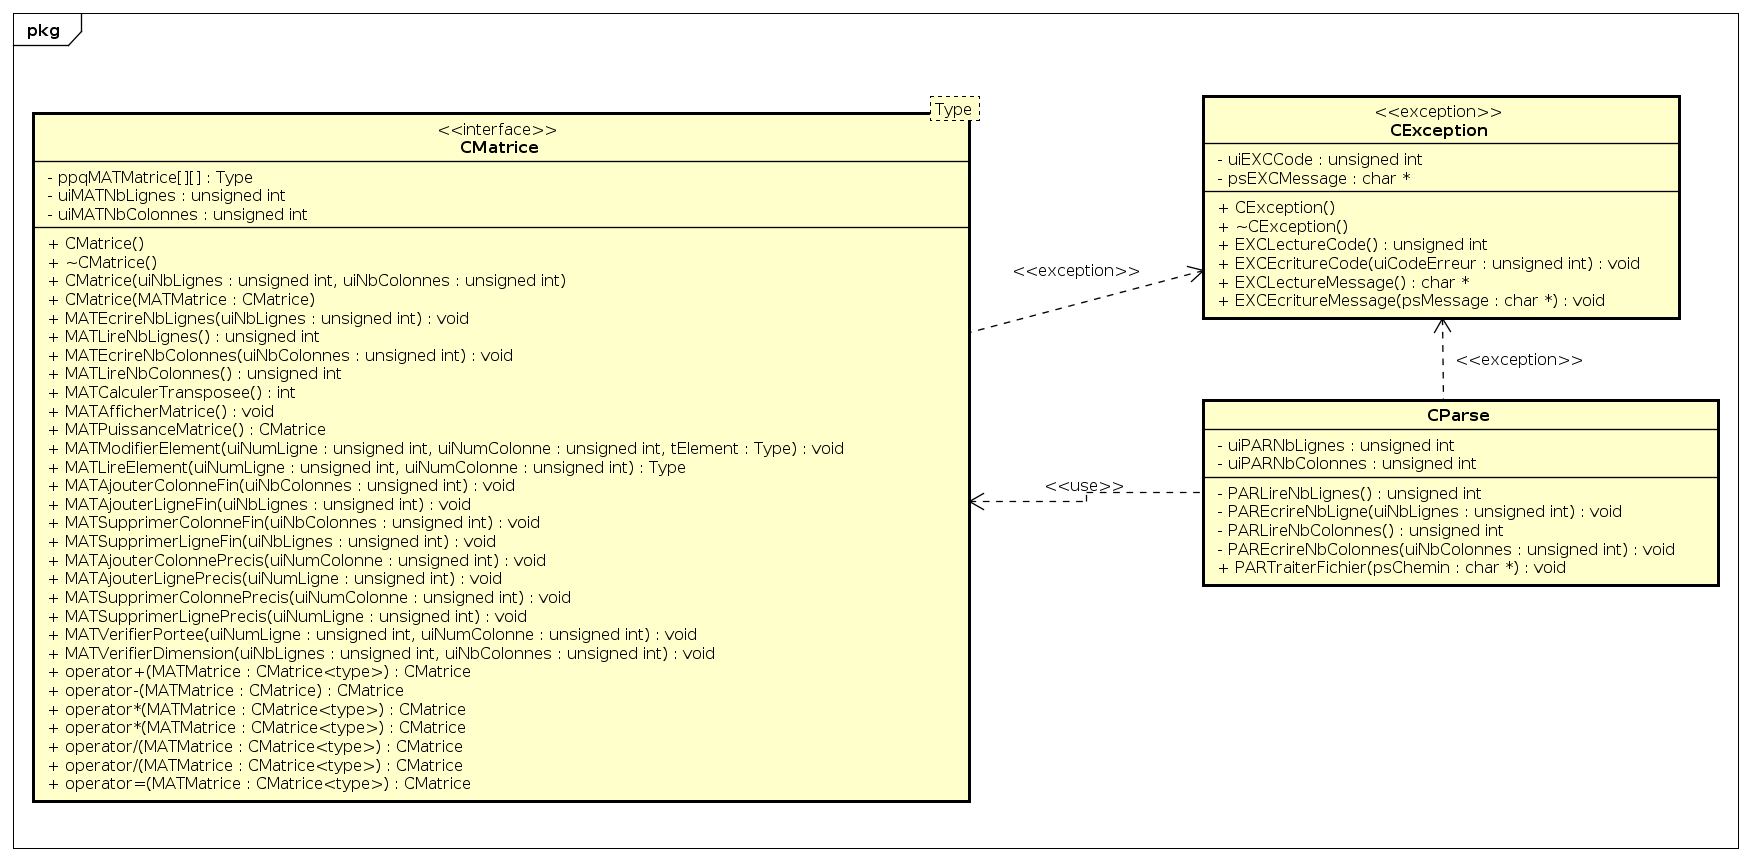 pkg
Type
<<interface>>
CMatrice
- ppqMATMatrice[][] : Type
- uiMATNbLignes : unsigned int
- uiMATNbColonnes : unsigned int
+ CMatrice()
+ ~CMatrice()
+ CMatrice(uiNbLignes : unsigned int, uiNbColonnes : unsigned int)
+ CMatrice(MATMatrice : CMatrice)
+ MATEcrireNbLignes(uiNbLignes : unsigned int) : void
+ MATLireNbLignes() : unsigned int
+ MATEcrireNbColonnes(uiNbColonnes : unsigned int) : void
+ MATLireNbColonnes() : unsigned int
+ MATCalculerTransposee() : int
+ MATAfficherMatrice() : void
+ MATPuissanceMatrice() : CMatrice
+ MATModifierElement(uiNumLigne : unsigned int, uiNumColonne : unsigned int, tElement : Type) : void
+ MATLireElement(uiNumLigne : unsigned int, uiNumColonne : unsigned int) : Type
+ MATAjouterColonneFin(uiNbColonnes : unsigned int) : void
+ MATAjouterLigneFin(uiNbLignes : unsigned int) : void
+ MATSupprimerColonneFin(uiNbColonnes : unsigned int) : void
+ MATSupprimerLigneFin(uiNbLignes : unsigned int) : void
+ MATAjouterColonnePrecis(uiNumColonne : unsigned int) : void
+ MATAjouterLignePrecis(uiNumLigne : unsigned int) : void
+ MATSupprimerColonnePrecis(uiNumColonne : unsigned int) : void
+ MATSupprimerLignePrecis(uiNumLigne : unsigned int) : void
+ MATVerifierPortee(uiNumLigne : unsigned int, uiNumColonne : unsigned int) : void
+ MATVerifierDimension(uiNbLignes : unsigned int, uiNbColonnes : unsigned int) : void
+ operator+(MATMatrice : CMatrice<type>) : CMatrice
+ operator-(MATMatrice : CMatrice) : CMatrice
+ operator*(MATMatrice : CMatrice<type>) : CMatrice
+ operator*(MATMatrice : CMatrice<type>) : CMatrice
+ operator/(MATMatrice : CMatrice<type>) : CMatrice
+ operator/(MATMatrice : CMatrice<type>) : CMatrice
+ operator=(MATMatrice : CMatrice<type>) : CMatrice
<<exception>>
<<use>>
<<exception>>
CException
- uiEXCCode : unsigned int
- psEXCMessage : char *
+ CException()
+ ~CException()
+ EXCLectureCode() : unsigned int
+ EXCEcritureCode(uiCodeErreur : unsigned int) : void
+ EXCLectureMessage() : char *
+ EXCEcritureMessage(psMessage : char *) : void
<<exception>>
CParse
- uiPARNbLignes : unsigned int
- uiPARNbColonnes : unsigned int
- PARLireNbLignes() : unsigned int
- PAREcrireNbLigne(uiNbLignes : unsigned int) : void
- PARLireNbColonnes() : unsigned int
- PAREcrireNbColonnes(uiNbColonnes : unsigned int) : void
+ PARTraiterFichier(psChemin : char *) : void